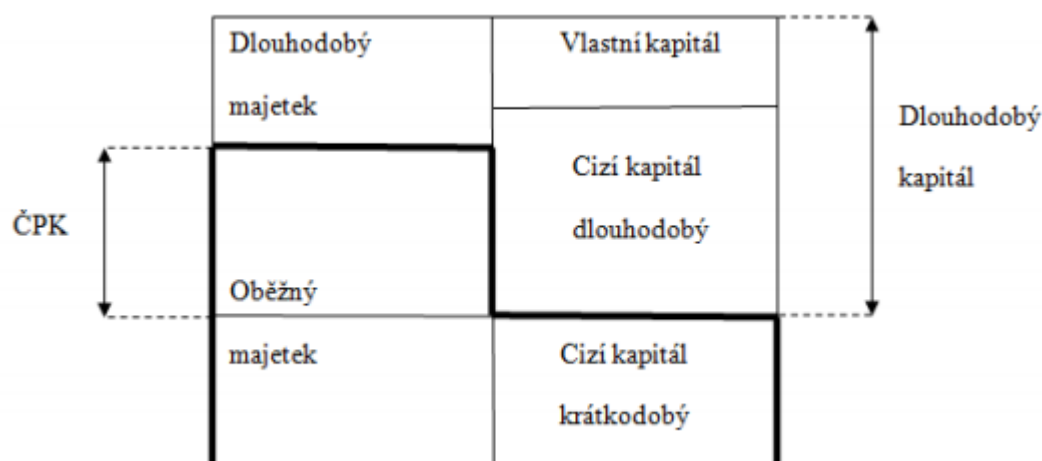 Dlouhodobý
majetek
Vlastní kapitál
Dlouhodobý
kapitál
Cizí kapitál
dlouhodobý
ČPK
Oběžný
majetek
Cizí kapitál
krátkodobý